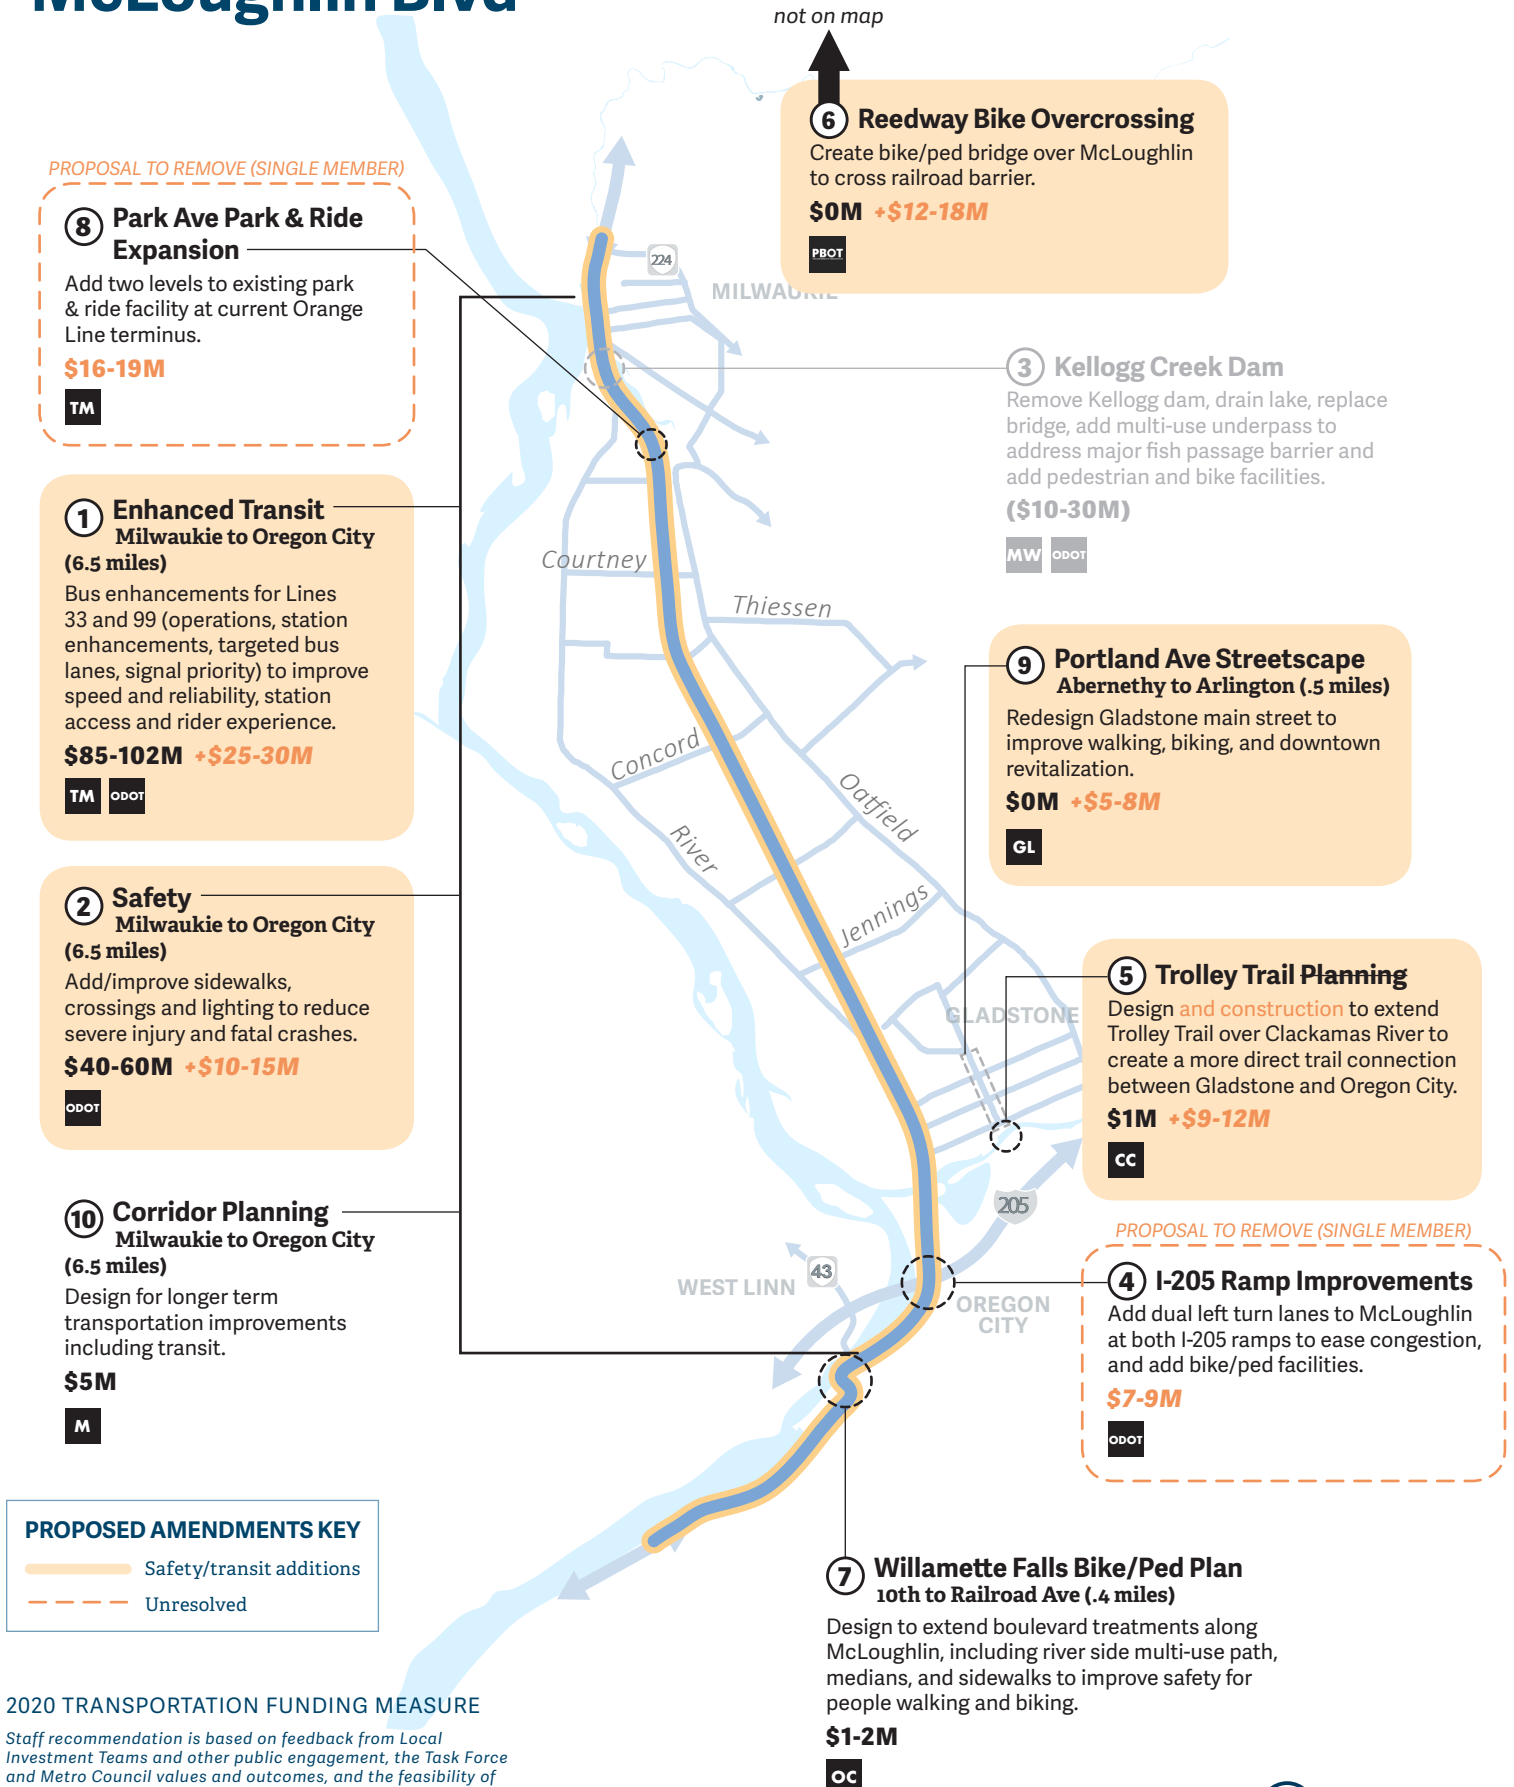 McLoughlin Blvd
not on map
6 Reedway Bike Overcrossing
Create bike/ped bridge over McLoughlin
to cross railroad barrier.
$0M +$12-18M
PBOT
PROPOSAL TO REMOVE (SINGLE MEMBER)
8 Park Ave Park & Ride
Expansion
Add two levels to existing park
& ride facility at current Orange
Line terminus.
$16-19M
TM
224
MILWAUKIE
3 Kellogg Creek Dam
Remove Kellogg dam, drain lake, replace
bridge, add multi-use underpass to
address major fish passage barrier and
add pedestrian and bike facilities.
($10-30M)
MW ODOT
1 Enhanced Transit
Milwaukie to Oregon City
(6.5 miles)
Bus enhancements for Lines
33 and 99 (operations, station
enhancements, targeted bus
lanes, signal priority) to improve
speed and reliability, station
access and rider experience.
$85-102M +$25-30M
TM ODOT
Courtney
Thiessen
Concord
Oatfield
River
Jennings
9 Portland Ave Streetscape
Abernethy to Arlington (.5 miles)
Redesign Gladstone main street to
improve walking, biking, and downtown
revitalization.
$0M +$5-8M
GL
2 Safety
Milwaukie to Oregon City
(6.5 miles)
Add/improve sidewalks,
crossings and lighting to reduce
severe injury and fatal crashes.
$40-60M +$10-15M
ODOT
GLADSTONE
5 Trolley Trail Planning
Design and construction to extend
Trolley Trail over Clackamas River to
create a more direct trail connection
between Gladstone and Oregon City.
$1M +$9-12M
CC
10 Corridor Planning
Milwaukie to Oregon City
(6.5 miles)
Design for longer term
transportation improvements
including transit.
$5M
M
205
43
WEST LINN
OREGON
CITY
PROPOSAL TO REMOVE (SINGLE MEMBER)
4 I-205 Ramp Improvements
Add dual left turn lanes to McLoughlin
at both I-205 ramps to ease congestion,
and add bike/ped facilities.
$7-9M
ODOT
PROPOSED AMENDMENTS KEY
Safety/transit additions
Unresolved
7 Willamette Falls Bike/Ped Plan
10th to Railroad Ave (.4 miles)
Design to extend boulevard treatments along
McLoughlin, including river side multi-use path,
medians, and sidewalks to improve safety for
people walking and biking.
$1-2M
OC
2020 TRANSPORTATION FUNDING MEASURE
Staff recommendation is based on feedback from Local
Investment Teams and other public engagement, the Task Force
and Metro Council values and outcomes, and the feasibility of